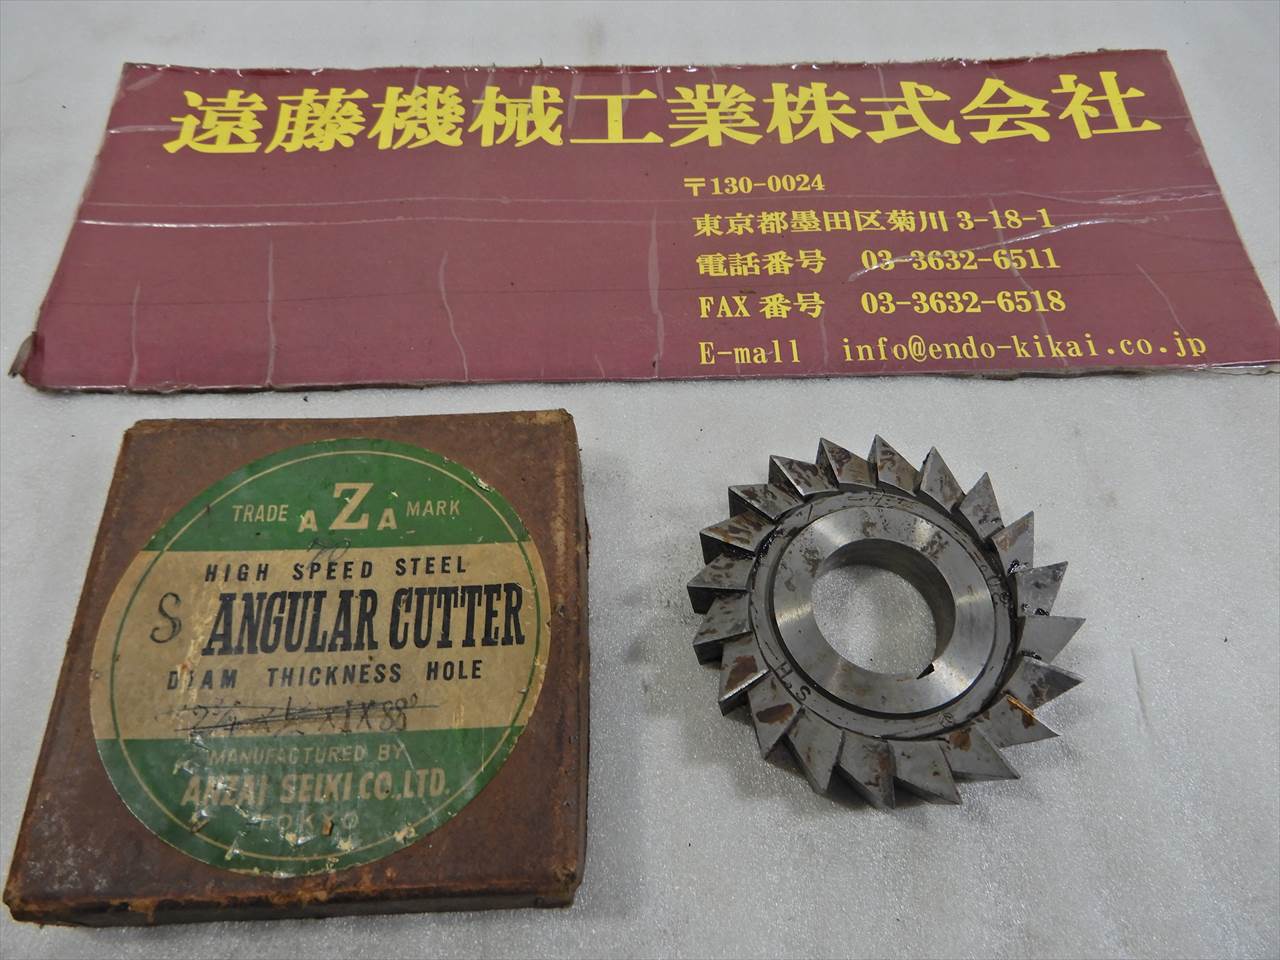 遠藤機械工業株式会社
〒130-0024
東京都墨田区菊川 3-18-1
電話番号 03-3632-6511
FAX 番号 03-3632-6518
E-mall info@endo-kikai.co.jp
TRADE AZA MARK
HIGH SPEED STEEL
S ANGULAR CUTTER
DIAM THICKNESS HOLE
MANUFACTURED BY
ANZAI SEIKI CO.,LTD.
TOKYO